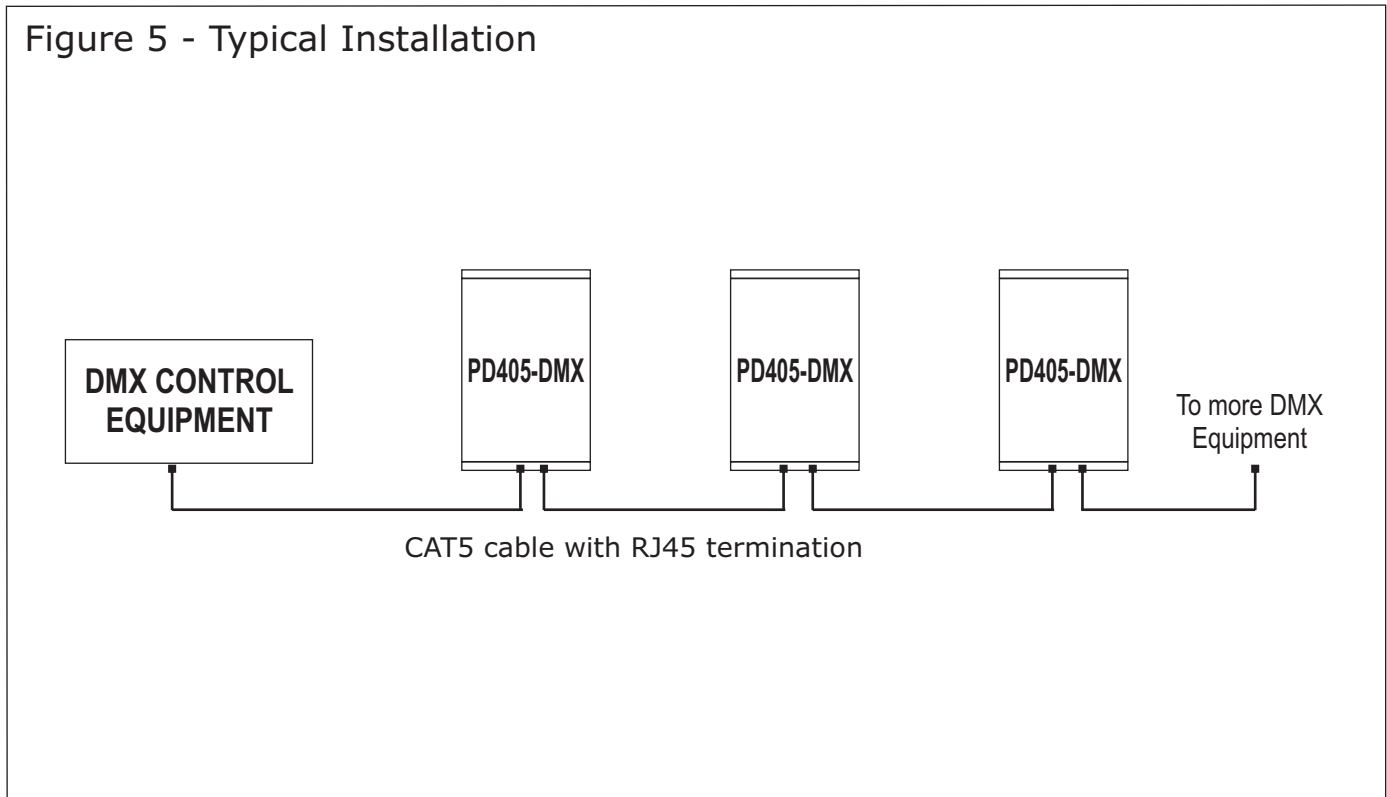 Figure 5 - Typical Installation
DMX CONTROL
EQUIPMENT
PD405-DMX
PD405-DMX
PD405-DMX
To more DMX
Equipment
CAT5 cable with RJ45 termination